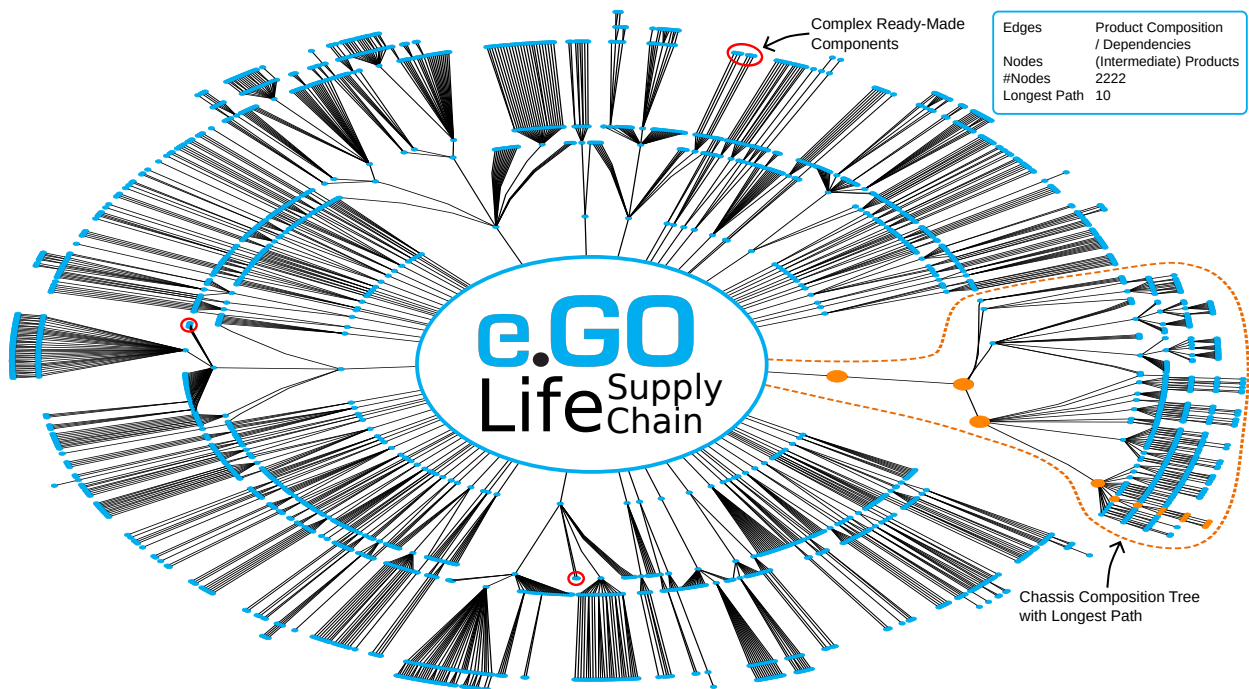 Complex Ready-Made
Components
Edges Product Composition
/ Dependencies
Nodes (Intermediate) Products
#Nodes 2222
Longest Path 10
e.GO
Life Supply
Chain
Chassis Composition Tree
with Longest Path